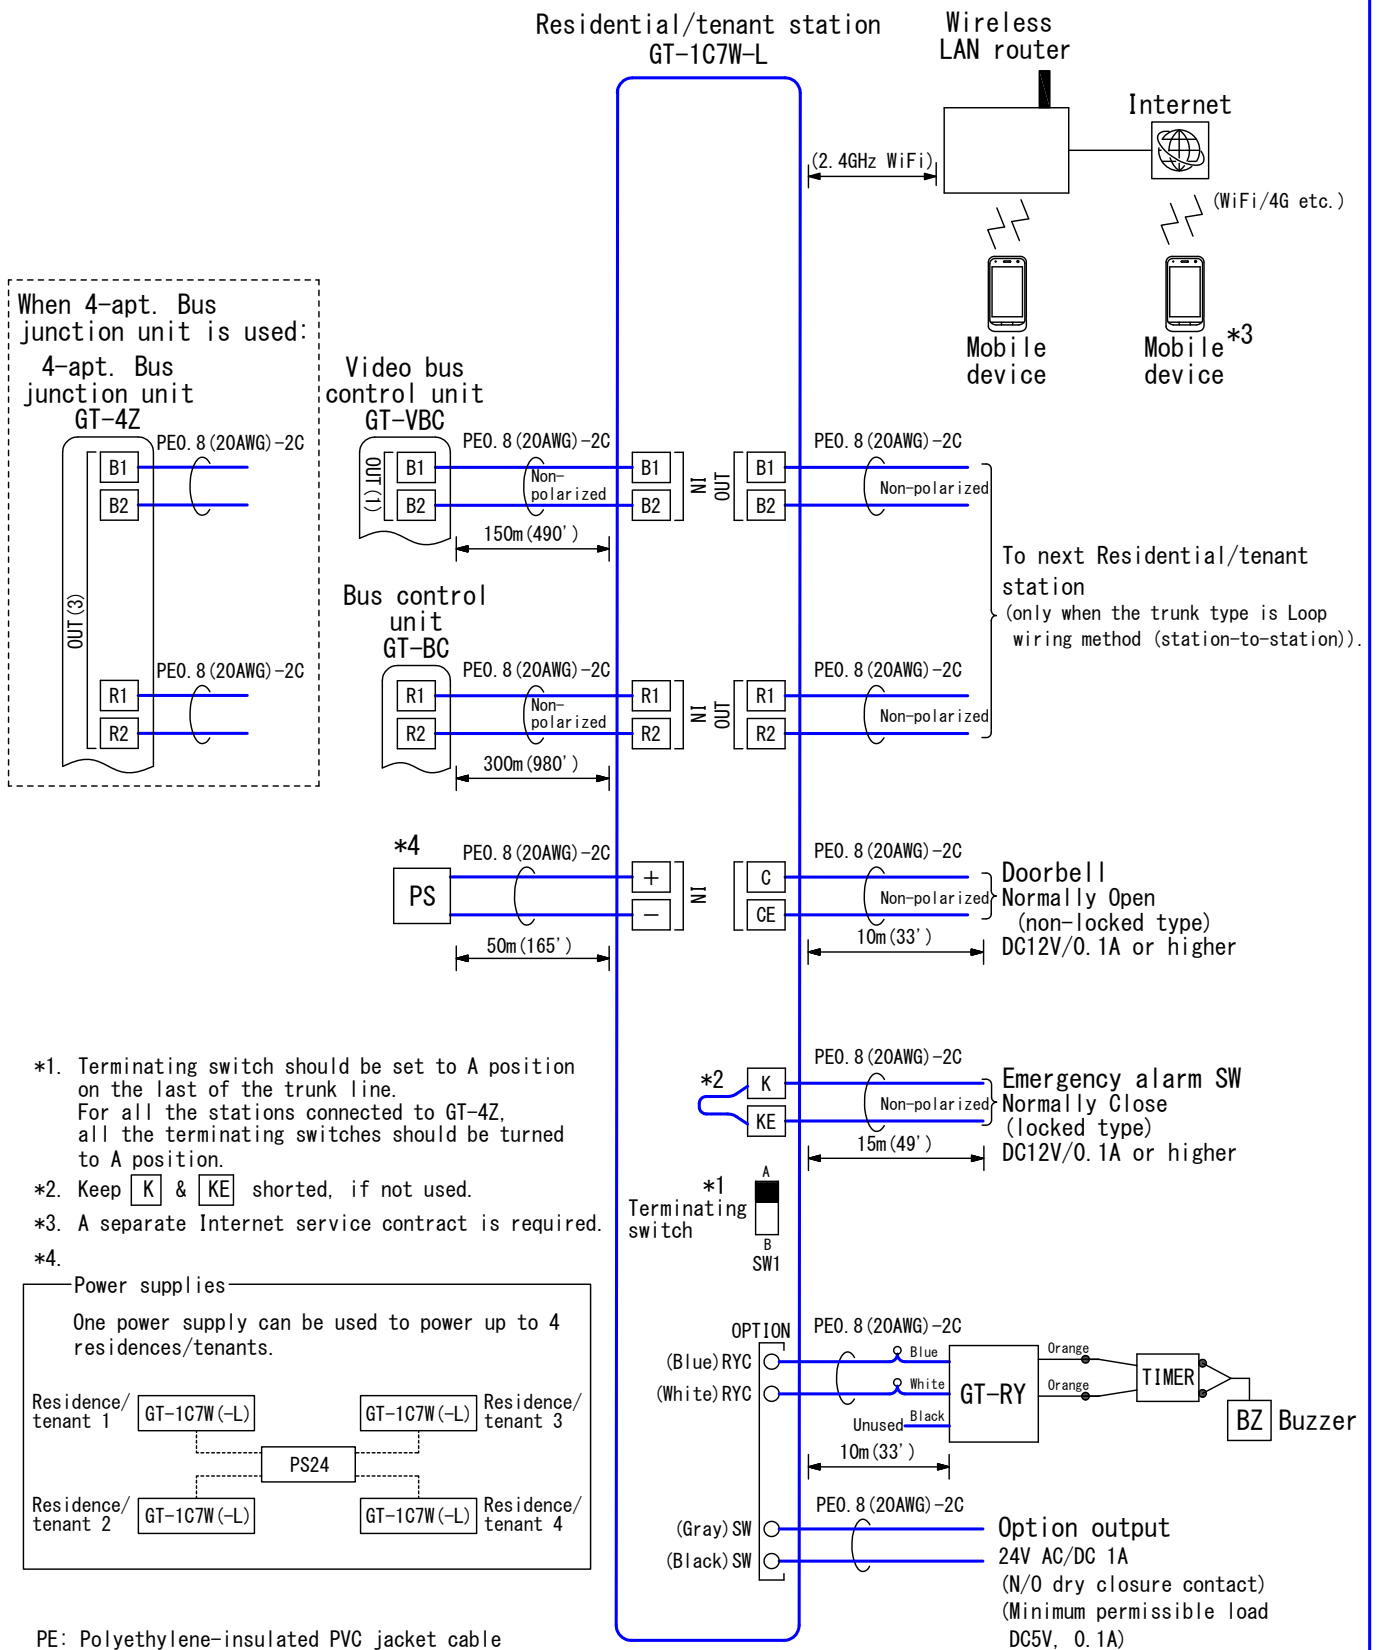 Residential/tenant station
GT-1C7W-L
Wireless
LAN router
Internet
(2.4GHz WiFi)
(WiFi/4G etc.)
Mobile
device
Mobile*3
device
When 4-apt. Bus
junction unit is used:
4-apt. Bus
junction unit
GT-4Z
PE0.8(20AWG)-2C
B1
B2
OUT(3)
PE0.8(20AWG)-2C
R1
R2
Video bus
control unit
GT-VBC
PE0.8(20AWG)-2C
OUT(1)
B1
B2
Non-
polarized
150m(490')
B1
B2
IN
OUT
B1
B2
PE0.8(20AWG)-2C
Non-polarized
Bus control
unit
GT-BC
PE0.8(20AWG)-2C
R1
R2
Non-
polarized
300m(980')
R1
R2
IN
OUT
R1
R2
PE0.8(20AWG)-2C
Non-polarized
To next Residential/tenant
station
(only when the trunk type is Loop
wiring method (station-to-station)).
*4
PS
PE0.8(20AWG)-2C
50m(165')
+
−
IN
C
CE
PE0.8(20AWG)-2C
Non-polarized
10m(33')
Doorbell
Normally Open
(non-locked type)
DC12V/0.1A or higher
*2
K
KE
PE0.8(20AWG)-2C
Non-polarized
15m(49')
Emergency alarm SW
Normally Close
(locked type)
DC12V/0.1A or higher
*1
Terminating
switch
A
B
SW1
*1. Terminating switch should be set to A position
on the last of the trunk line.
For all the stations connected to GT-4Z,
all the terminating switches should be turned
to A position.
*2. Keep K & KE shorted, if not used.
*3. A separate Internet service contract is required.
*4.
Power supplies
One power supply can be used to power up to 4
residences/tenants.
Residence/
tenant 1
GT-1C7W(-L)
GT-1C7W(-L)
Residence/
tenant 3
PS24
Residence/
tenant 2
GT-1C7W(-L)
GT-1C7W(-L)
Residence/
tenant 4
OPTION
(Blue)RYC
(White)RYC
PE0.8(20AWG)-2C
Blue
White
Unused
Black
10m(33')
GT-RY
Orange
Orange
TIMER
BZ
Buzzer
(Gray)SW
(Black)SW
PE0.8(20AWG)-2C
Option output
24V AC/DC 1A
(N/O dry closure contact)
(Minimum permissible load
DC5V, 0.1A)
PE: Polyethylene-insulated PVC jacket cable